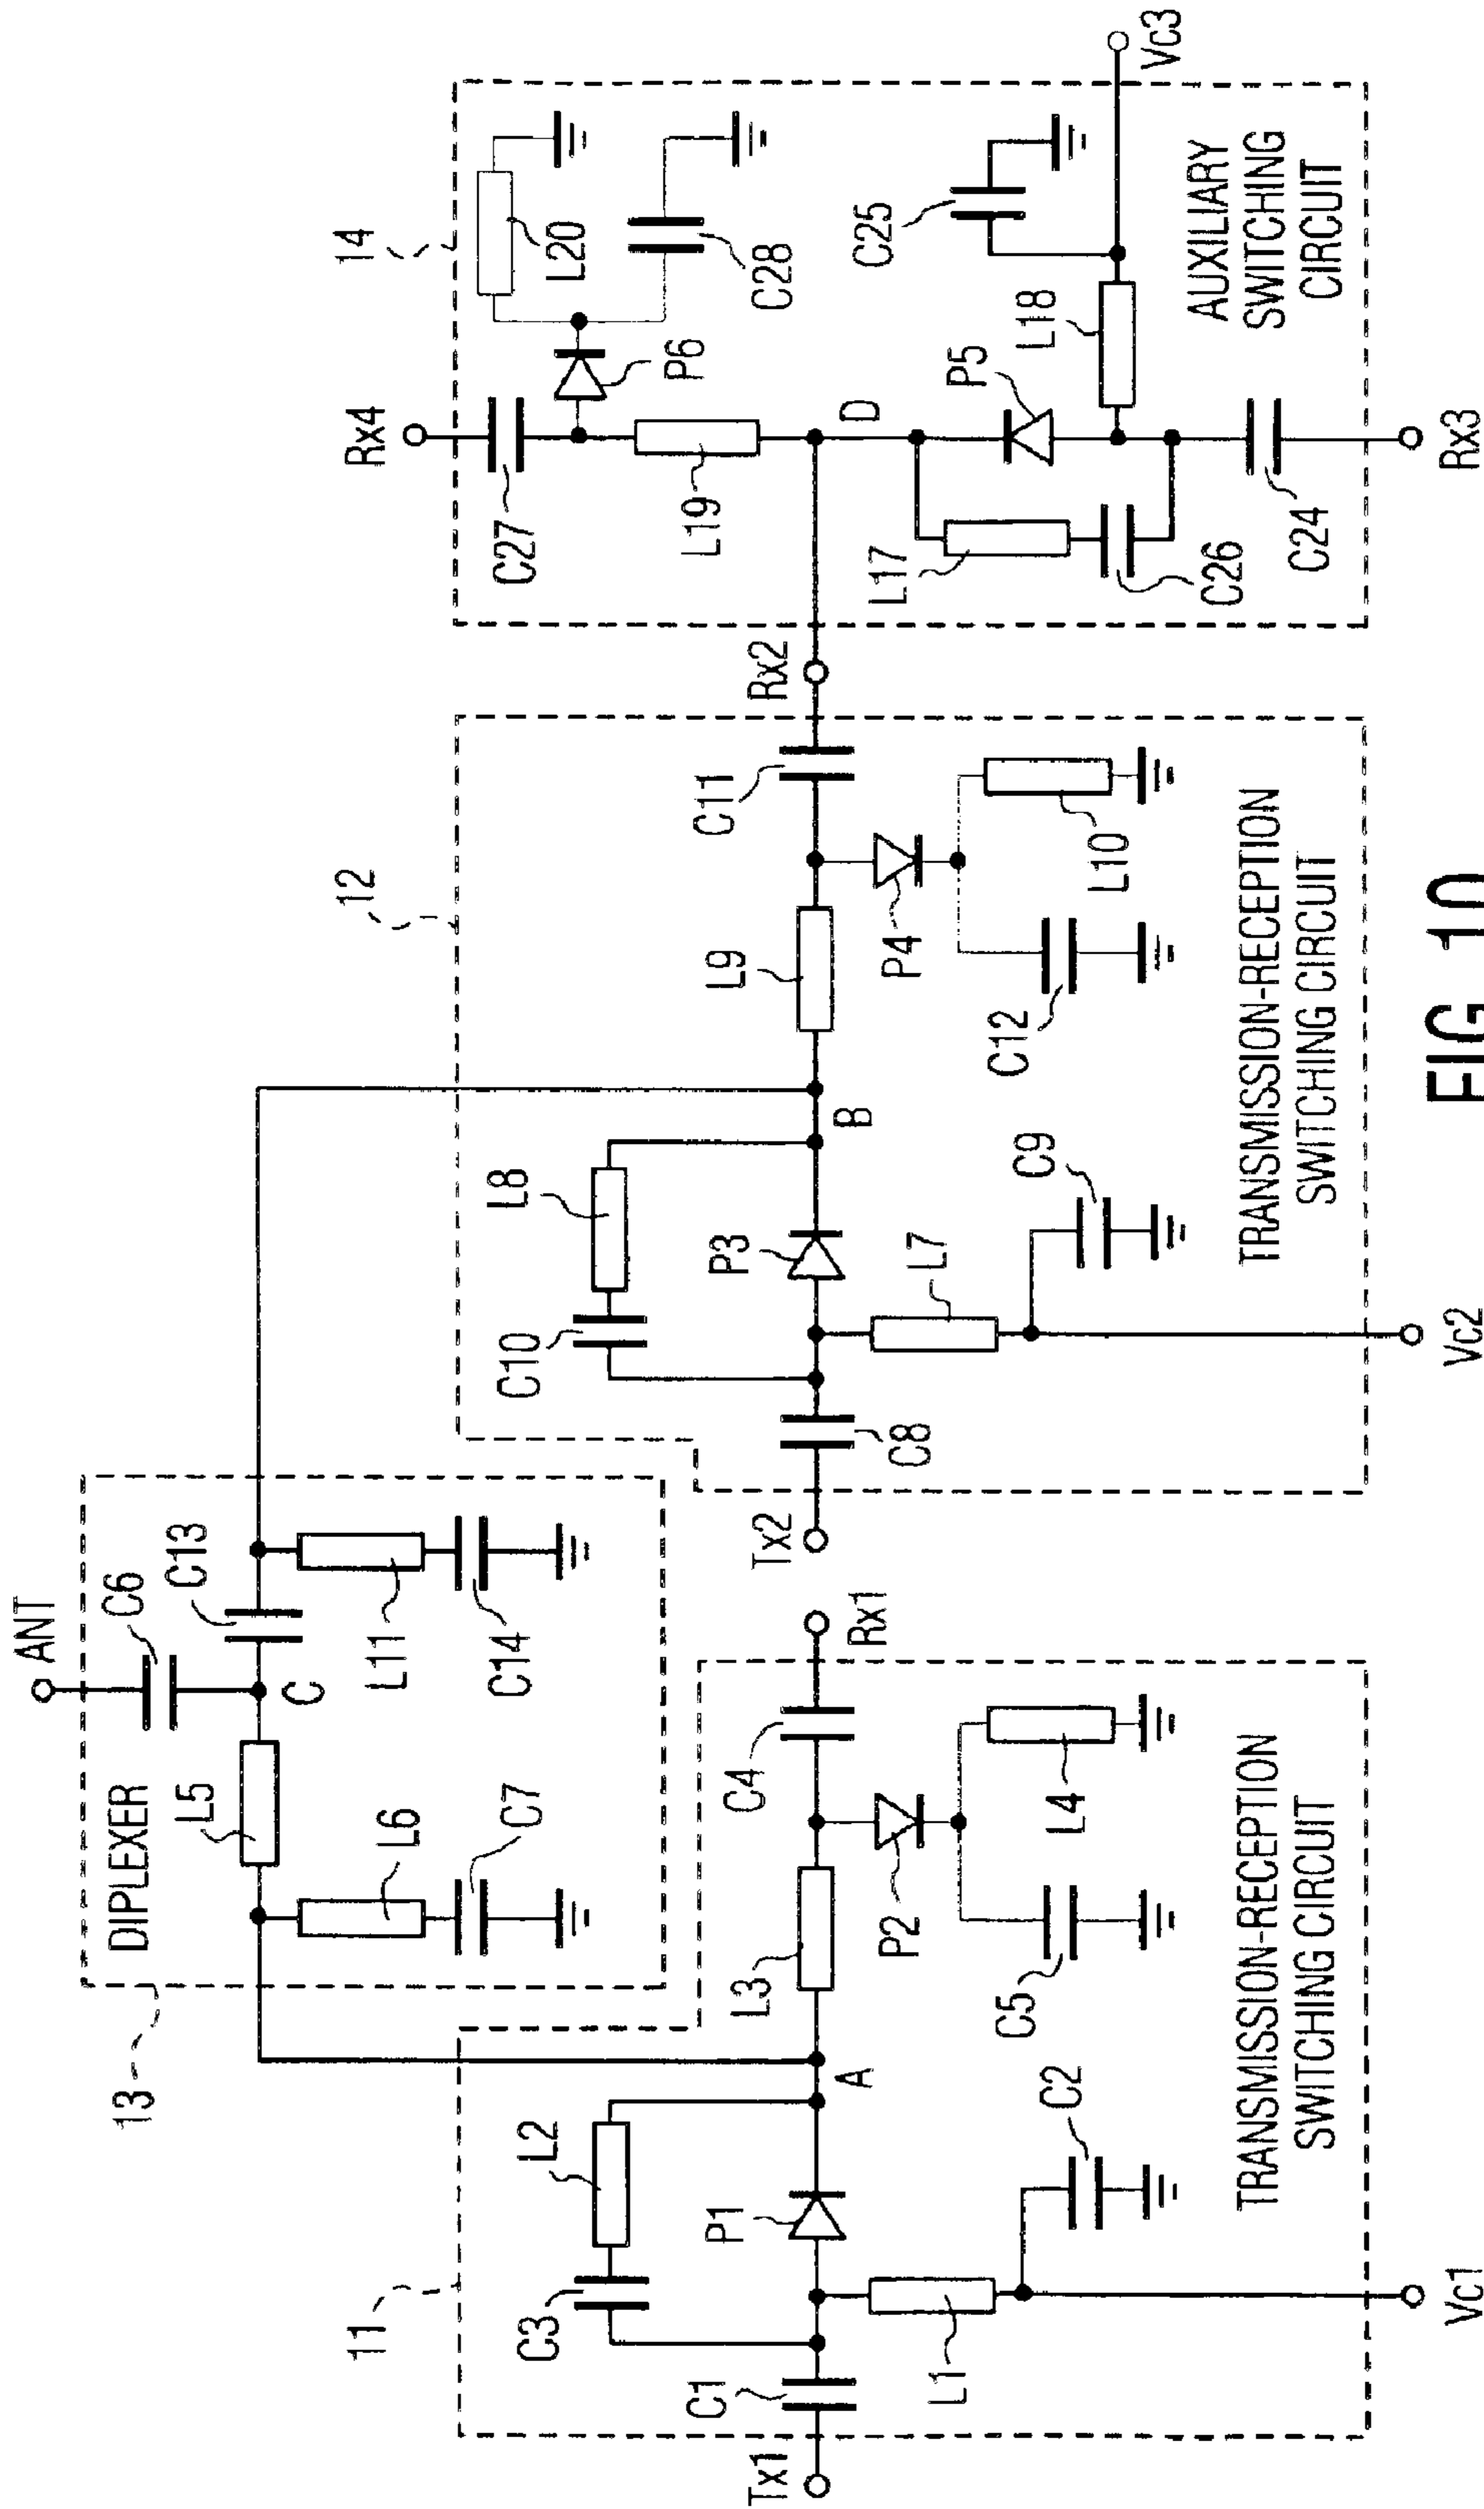 ANT
13
DIPLEXER
C6
L5
C
C13
L6
C7
L11
C14
11
C3
L2
C1
P1
A
L3
C4
Tx1
Rx1
L1
C2
P2
C5
L4
Vc1
TRANSMISSION-RECEPTION
SWITCHING CIRCUIT
12
C10
L8
Tx2
C8
P3
B
L9
C11
Rx2
L7
C9
P4
C12
L10
Vc2
TRANSMISSION-RECEPTION
SWITCHING CIRCUIT
14
Rx4
C27
L20
P6
C28
L19
D
L17
P5
C25
L18
C26
C24
Rx3
Vc3
AUXILIARY
SWITCHING
CIRCUIT
FIG 10